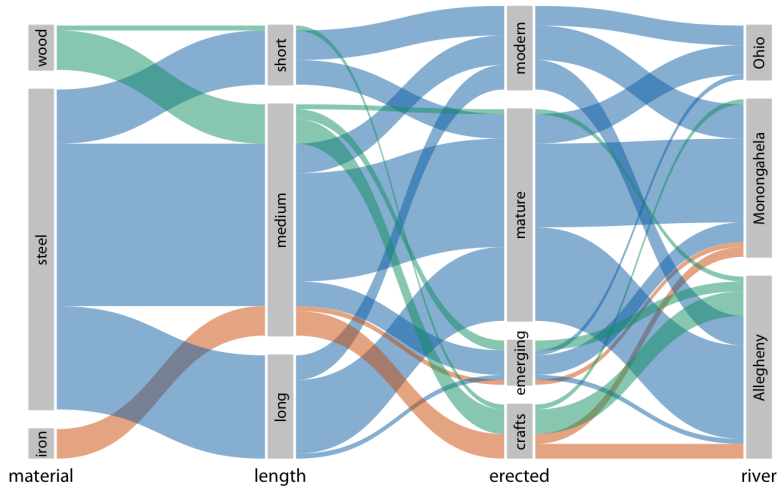 wood
steel
iron
material
short
medium
long
length
modern
mature
emerging
crafts
erected
Ohio
Monongahela
Allegheny
river